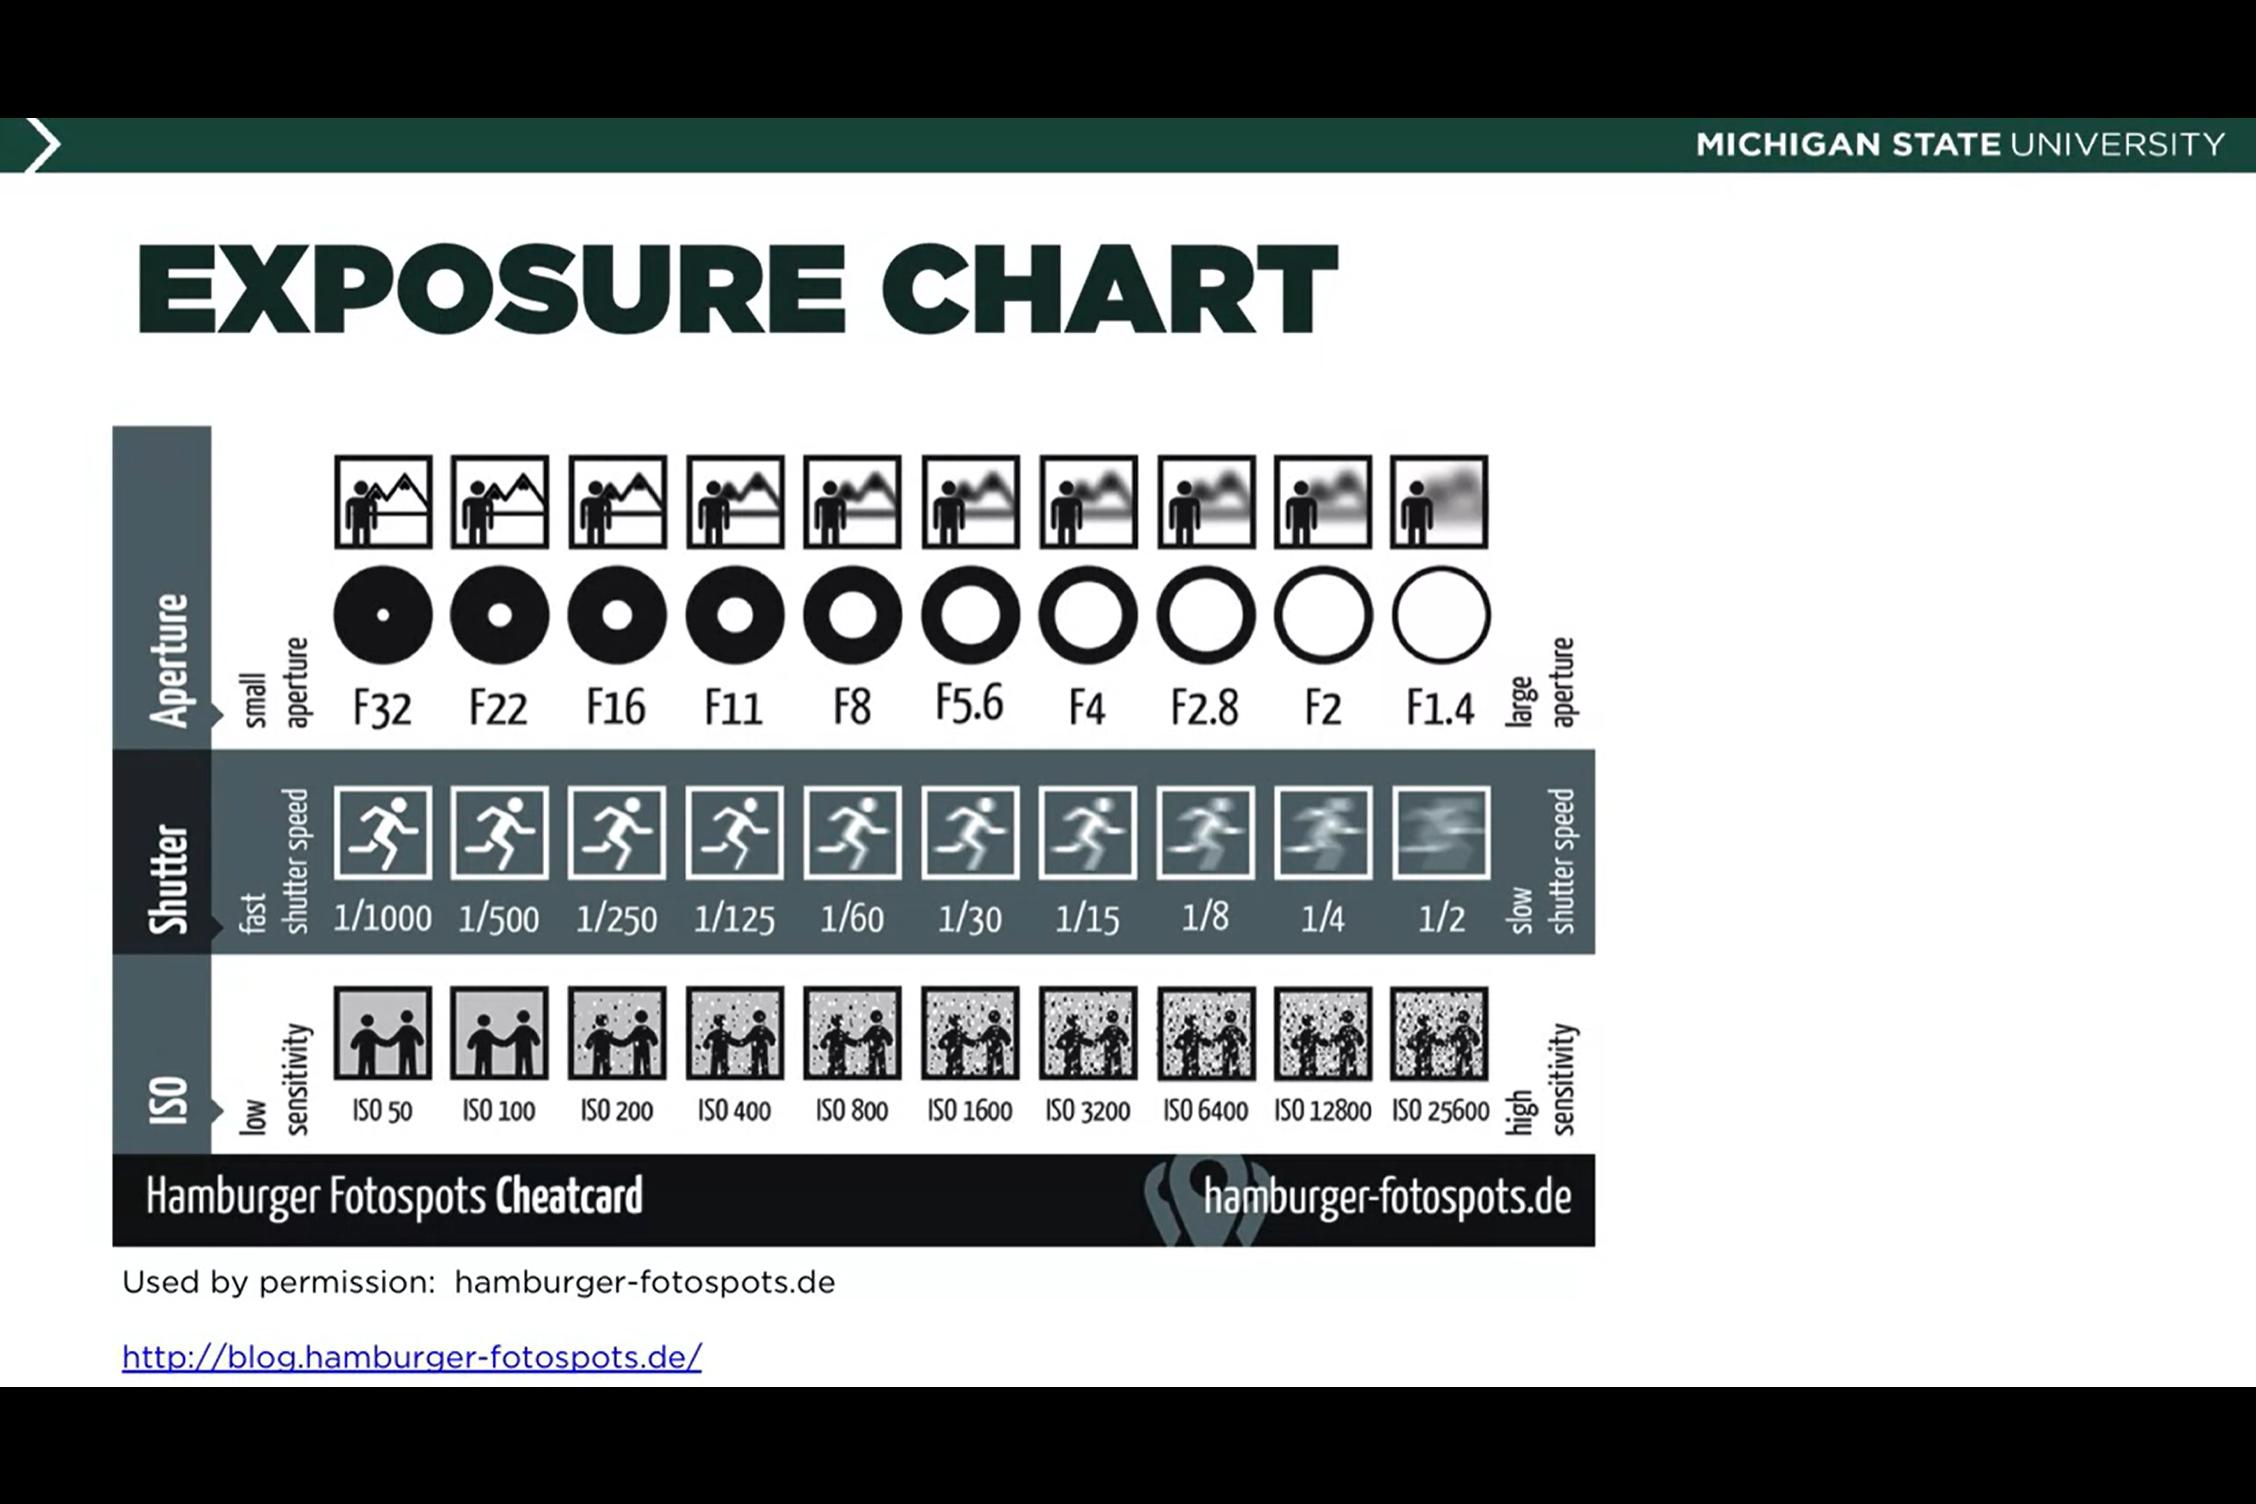 MICHIGAN STATE UNIVERSITY
EXPOSURE CHART
Aperture
small
aperture
F32 F22 F16 F11 F8 F5.6 F4 F2.8 F2 F1.4
large
aperture
Shutter
fast
shutter speed
1/1000 1/500 1/250 1/125 1/60 1/30 1/15 1/8 1/4 1/2
slow
shutter speed
ISO
low
sensitivity
ISO 50 ISO 100 ISO 200 ISO 400 ISO 800 ISO 1600 ISO 3200 ISO 6400 ISO 12800 ISO 25600
high
sensitivity
Hamburger Fotospots Cheatcard
hamburger-fotospots.de
Used by permission: hamburger-fotospots.de
http://blog.hamburger-fotospots.de/